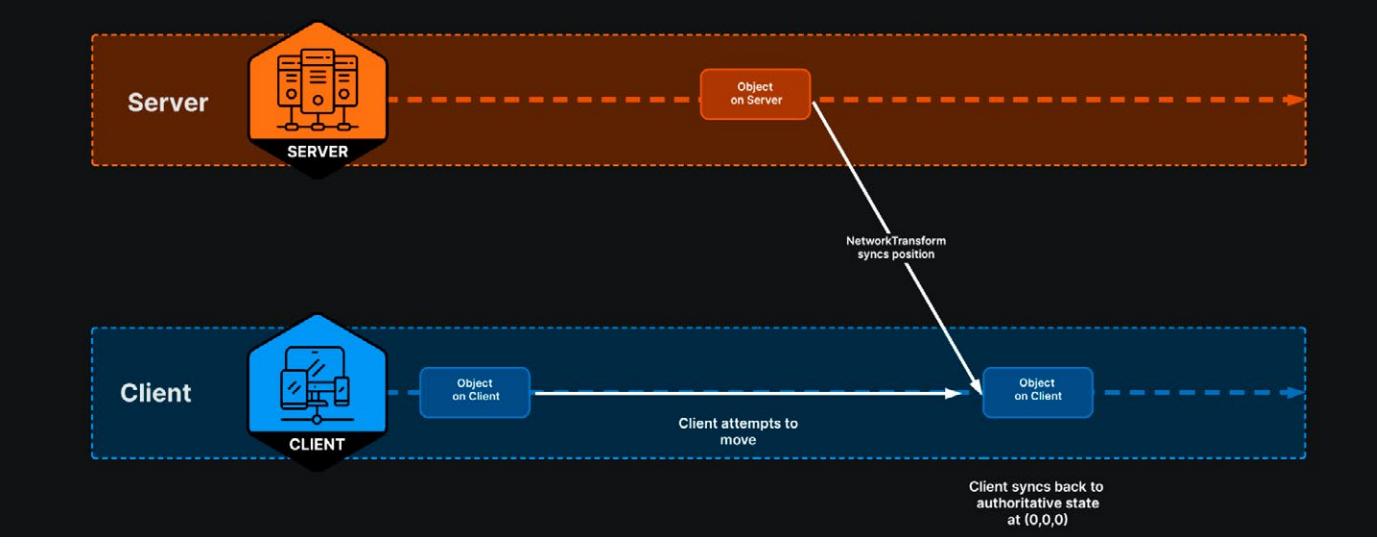 Server
SERVER
Object
on Server
NetworkTransform
syncs position
Client
CLIENT
Object
on Client
Client attempts to
move
Object
on Client
Client syncs back to
authoritative state
at (0,0,0)